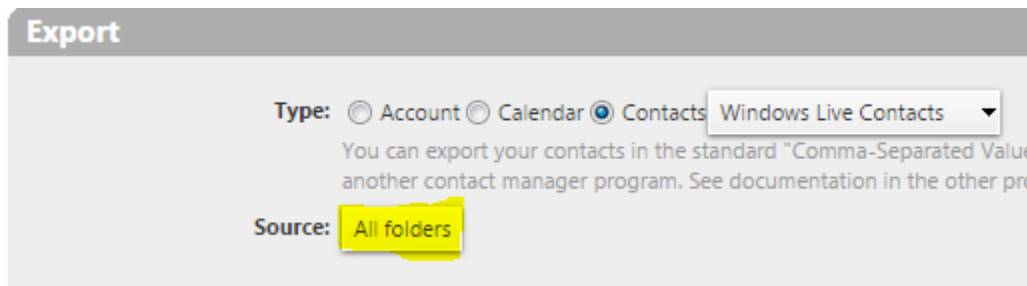 Export
Type: Account Calendar Contacts Windows Live Contacts
You can export your contacts in the standard "Comma-Separated Value
another contact manager program. See documentation in the other pro
Source: All folders